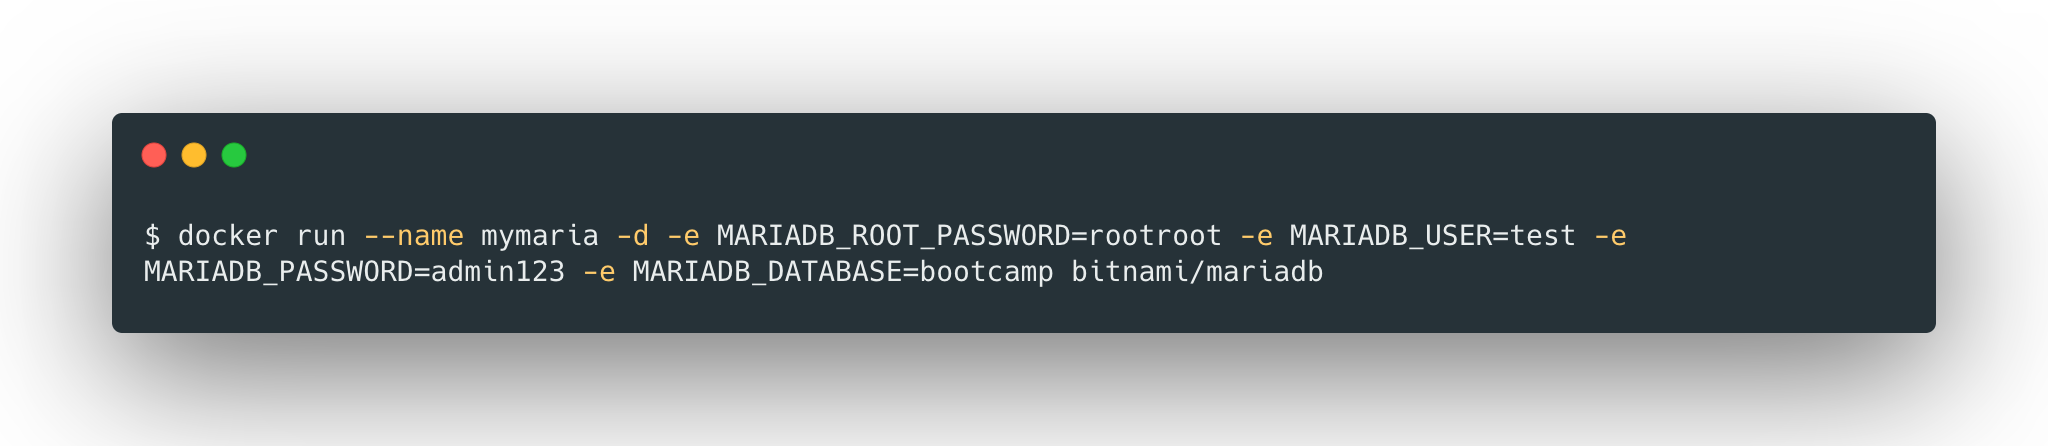 $ docker run --name mymaria -d -e MARIADB_ROOT_PASSWORD=rootroot -e MARIADB_USER=test -e
MARIADB_PASSWORD=admin123 -e MARIADB_DATABASE=bootcamp bitnami/mariadb